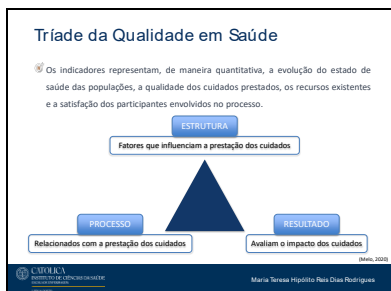 Tríade da Qualidade em Saúde
Os indicadores representam, de maneira quantitativa, a evolução do estado de
saúde das populações, a qualidade dos cuidados prestados, os recursos existentes
e a satisfação dos participantes envolvidos no processo.
ESTRUTURA
Fatores que influenciam a prestação dos cuidados
PROCESSO
Relacionados com a prestação dos cuidados
RESULTADO
Avaliam o impacto dos cuidados
(Melo, 2020)
CATÓLICA
INSTITUTO DE CIÊNCIAS DA SAÚDE
Maria Teresa Hipólito Reis Dias Rodrigues